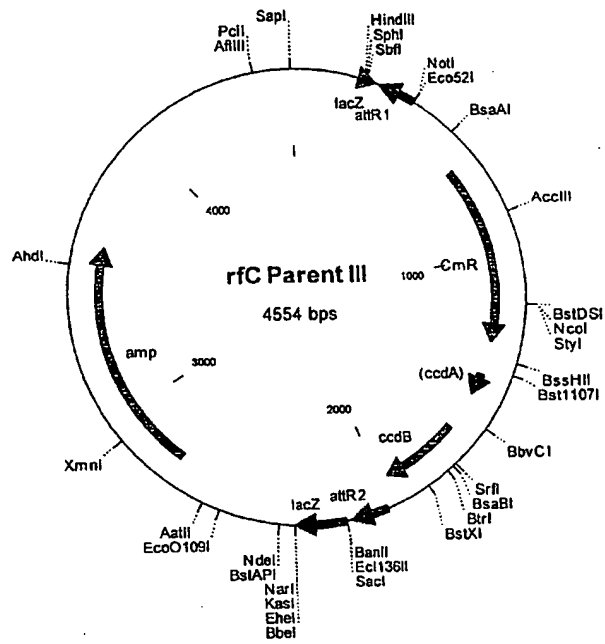 SapI
PciI
AflIII
HindIII
SphI
SbfI
NotI
Eco52I
lacZ
attR1
BsaAI
4000
AccIII
AhdI
rfC Parent III
4554 bps
1000
CmR
BstDSI
NcoI
StyI
amp
3000
(ccdA)
BssHII
Bst1107I
2000
ccdB
BbvC1
XmnI
SrfI
BsaBI
BtrI
BstXI
lacZ
attR2
AatII
EcoO109I
NdeI
BstAPI
NarI
KasI
EheI
BbeI
BanII
Ecl136II
SacI